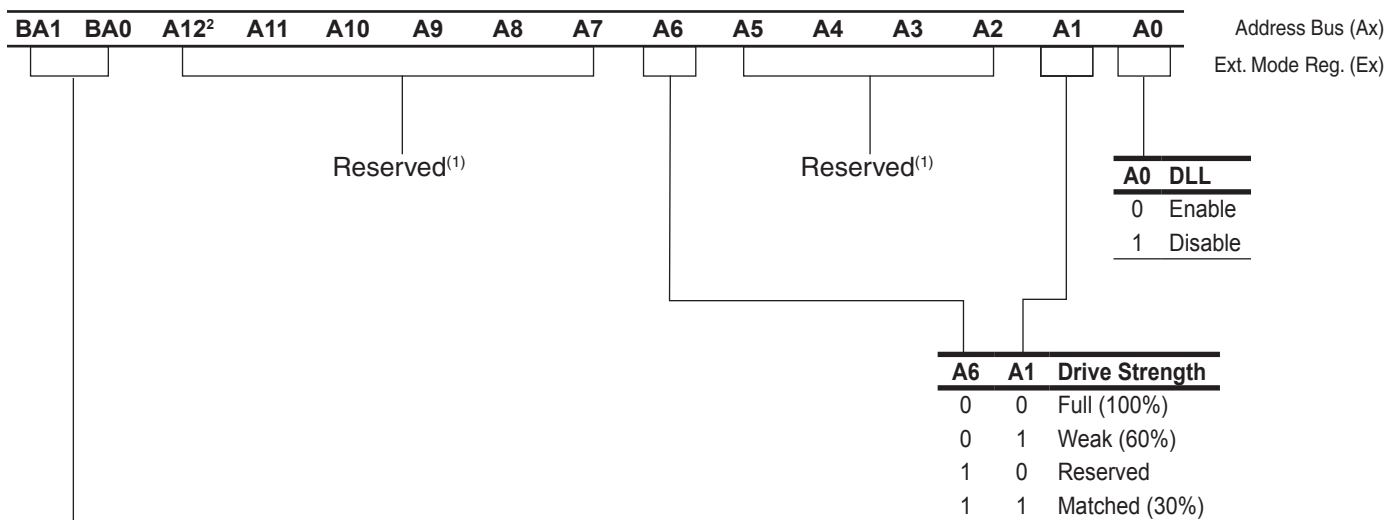 BA1 BA0 A12² A11 A10 A9 A8 A7 A6 A5 A4 A3 A2 A1 A0 Address Bus (Ax)
Ext. Mode Reg. (Ex)
Reserved(1) Reserved(1)
A0 DLL
0 Enable
1 Disable
A6 A1 Drive Strength
0 0 Full (100%)
0 1 Weak (60%)
1 0 Reserved
1 1 Matched (30%)